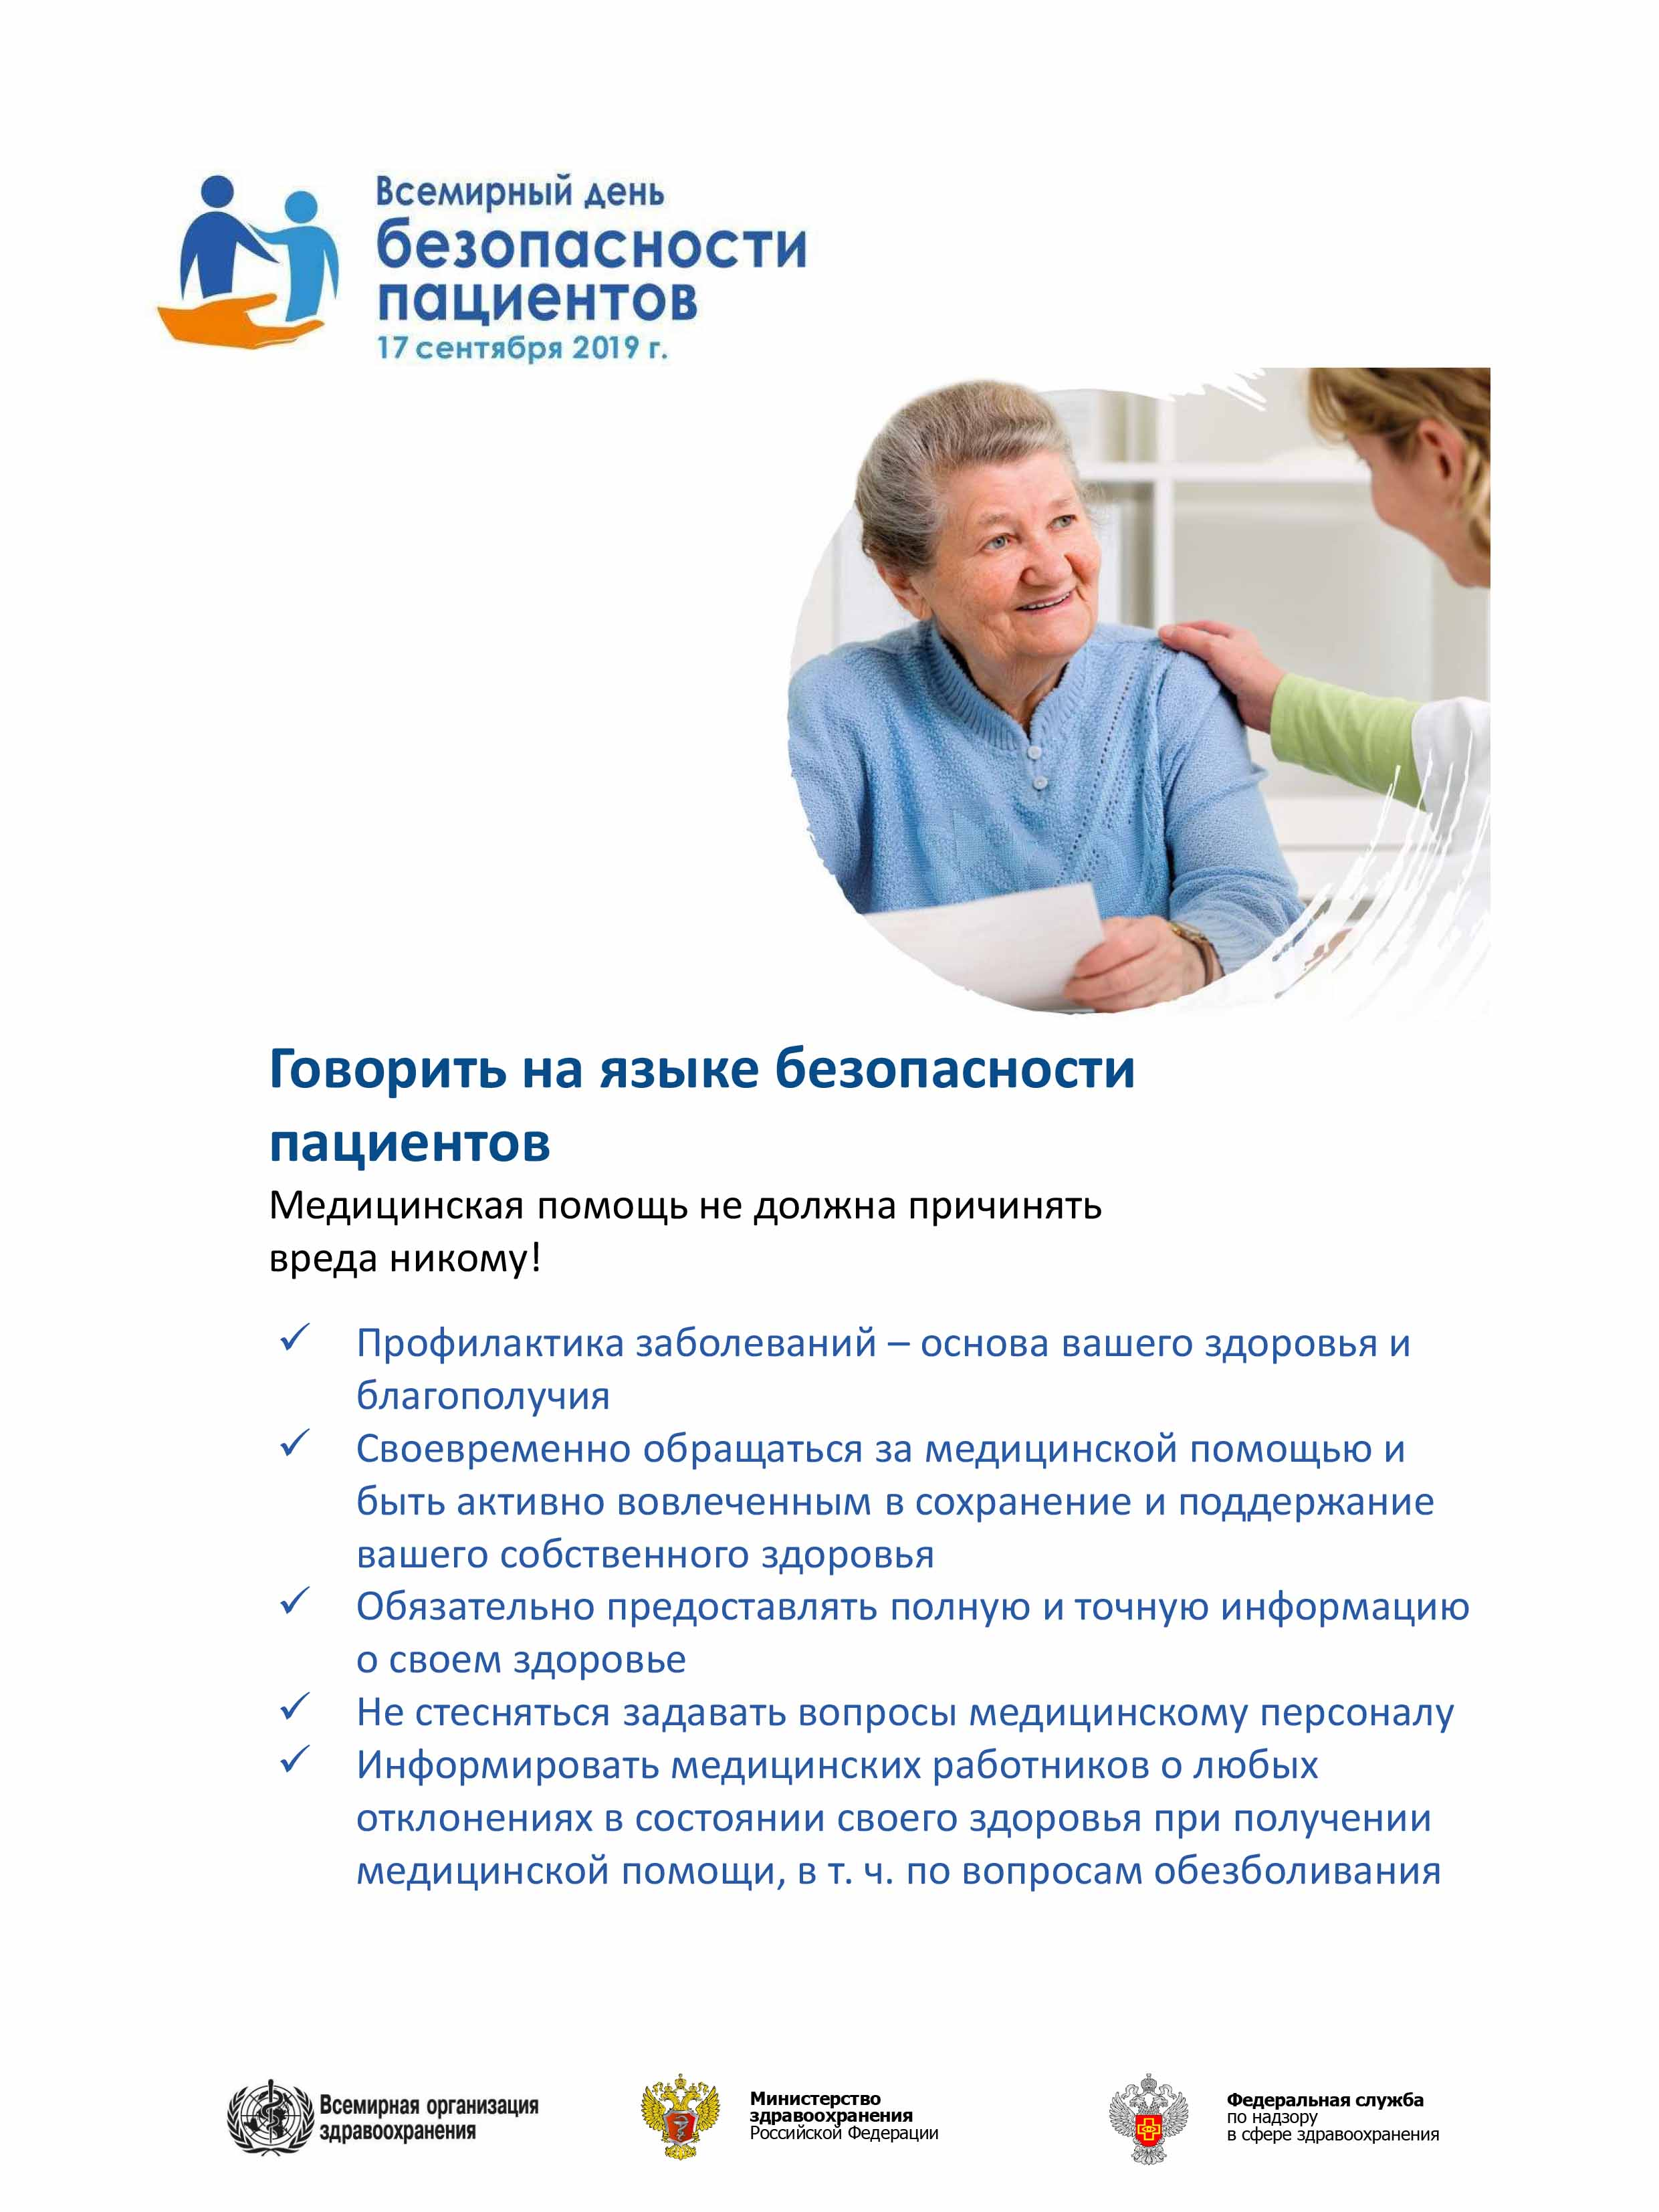 Всемирный день
безопасности
пациентов
17 сентября 2019 г.
Говорить на языке безопасности
пациентов
Медицинская помощь не должна причинять
вреда никому!
✓ Профилактика заболеваний – основа вашего здоровья и
благополучия
✓ Своевременно обращаться за медицинской помощью и
быть активно вовлеченным в сохранение и поддержание
вашего собственного здоровья
✓ Обязательно предоставлять полную и точную информацию
о своем здоровье
✓ Не стесняться задавать вопросы медицинскому персоналу
✓ Информировать медицинских работников о любых
отклонениях в состоянии своего здоровья при получении
медицинской помощи, в т. ч. по вопросам обезболивания
Всемирная организация
здравоохранения
Министерство
здравоохранения
Российской Федерации
Федеральная служба
по надзору
в сфере здравоохранения